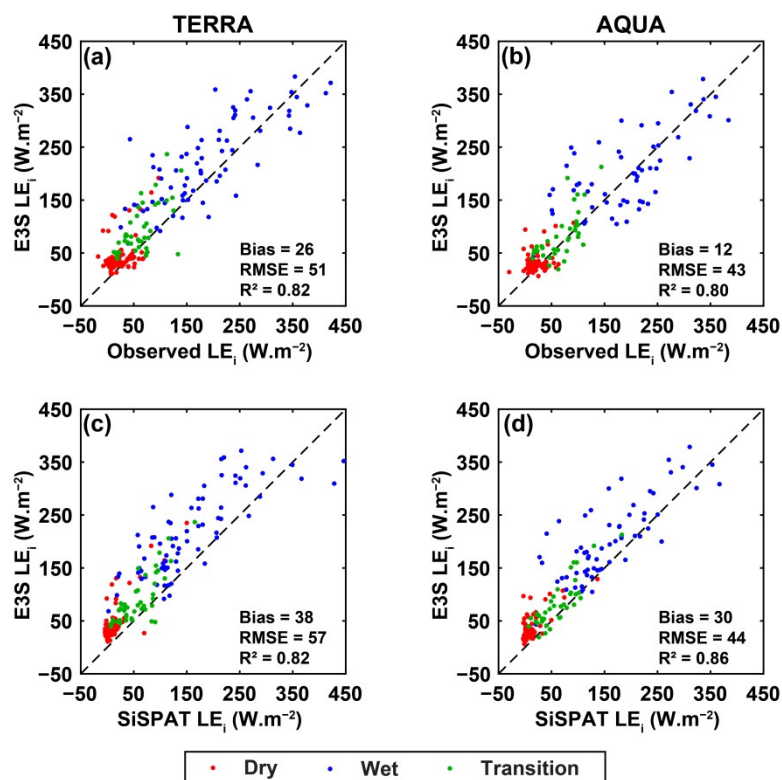 TERRA
AQUA
(a)
450
350
250
150
50
−50
E3S LEᵢ (W.m⁻²)
Bias = 26
RMSE = 51
R² = 0.82
−50 50 150 250 350 450
Observed LEᵢ (W.m⁻²)
(b)
450
350
250
150
50
−50
E3S LEᵢ (W.m⁻²)
Bias = 12
RMSE = 43
R² = 0.80
−50 50 150 250 350 450
Observed LEᵢ (W.m⁻²)
(c)
450
350
250
150
50
−50
E3S LEᵢ (W.m⁻²)
Bias = 38
RMSE = 57
R² = 0.82
−50 50 150 250 350 450
SiSPAT LEᵢ (W.m⁻²)
(d)
450
350
250
150
50
−50
E3S LEᵢ (W.m⁻²)
Bias = 30
RMSE = 44
R² = 0.86
−50 50 150 250 350 450
SiSPAT LEᵢ (W.m⁻²)
Dry Wet Transition